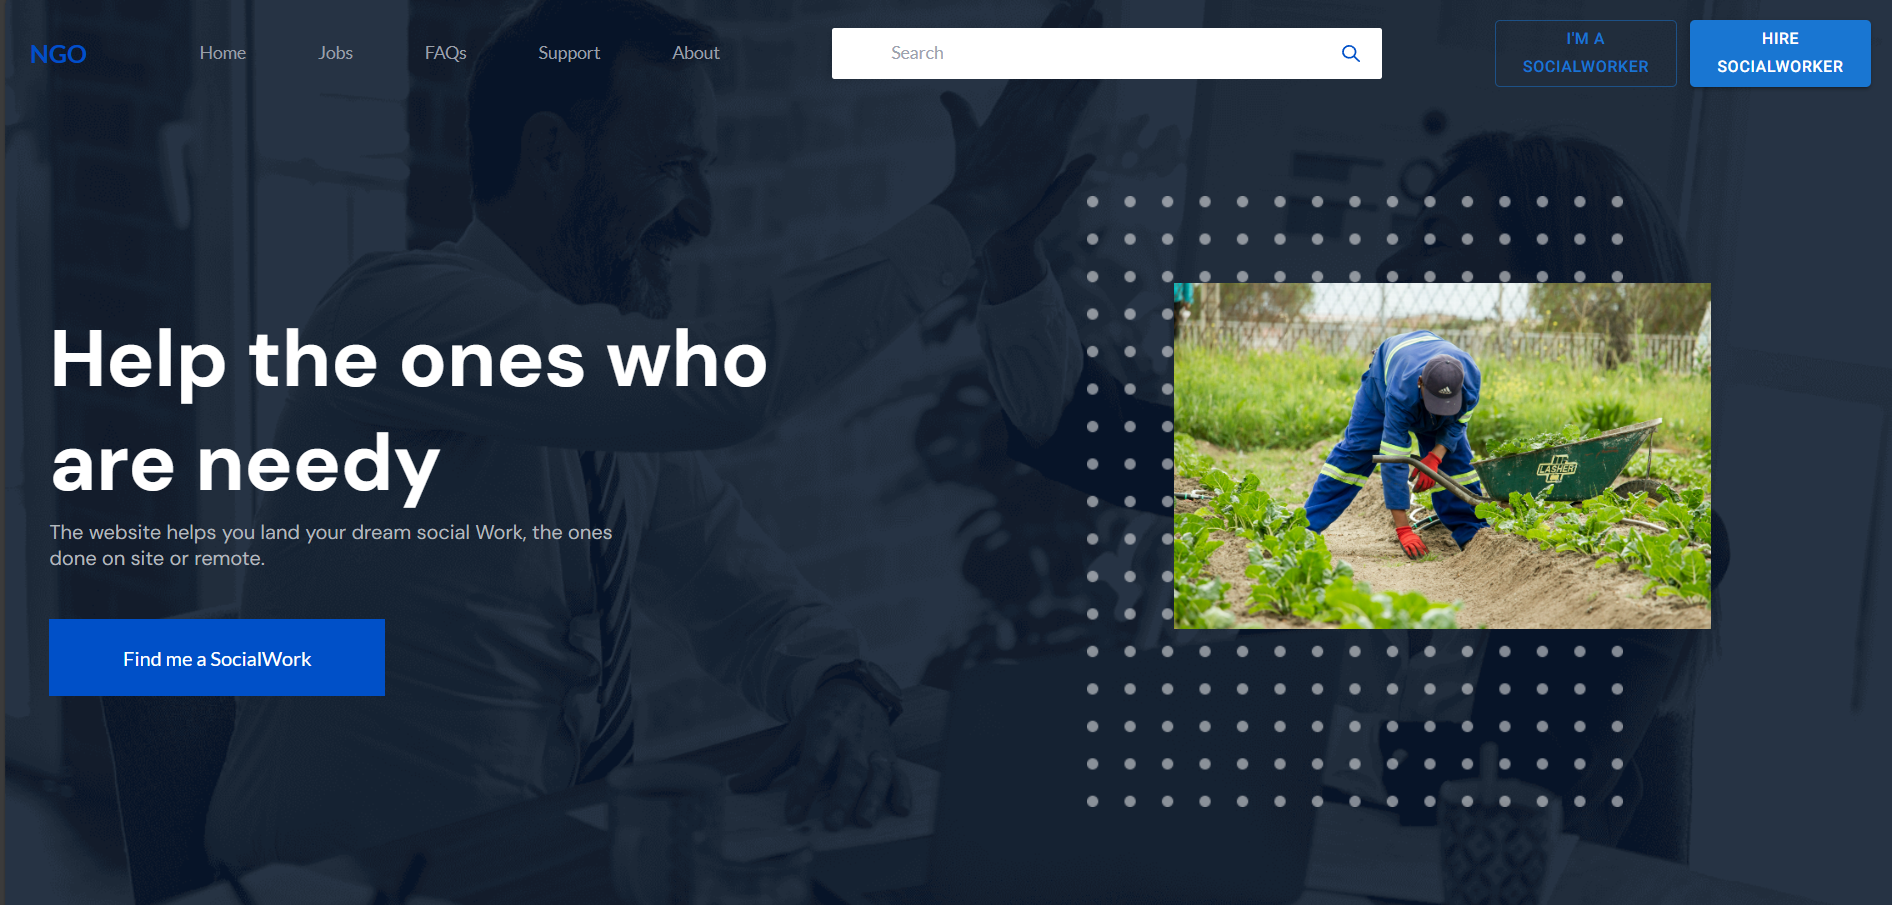 NGO
Home Jobs FAQs Support About
Search
I'M A
SOCIALWORKER
HIRE
SOCIALWORKER
Help the ones who
are needy
The website helps you land your dream social Work, the ones
done on site or remote.
Find me a SocialWork
LASHER